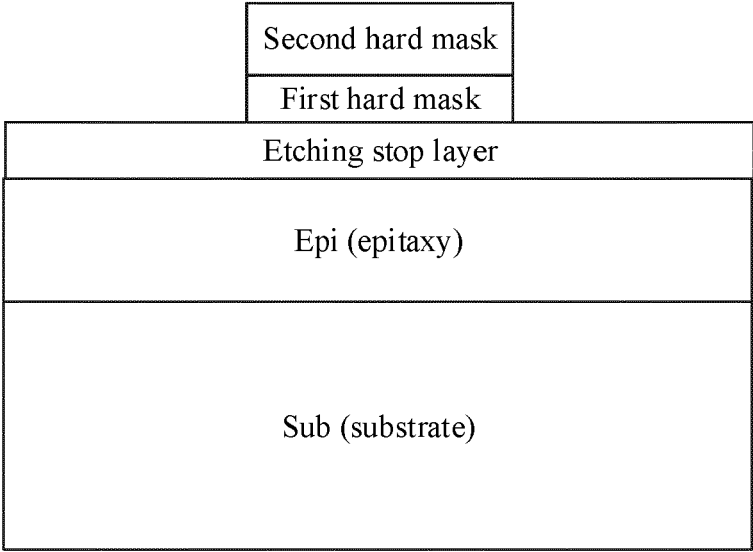 Second hard mask
First hard mask
Etching stop layer
Epi (epitaxy)
Sub (substrate)